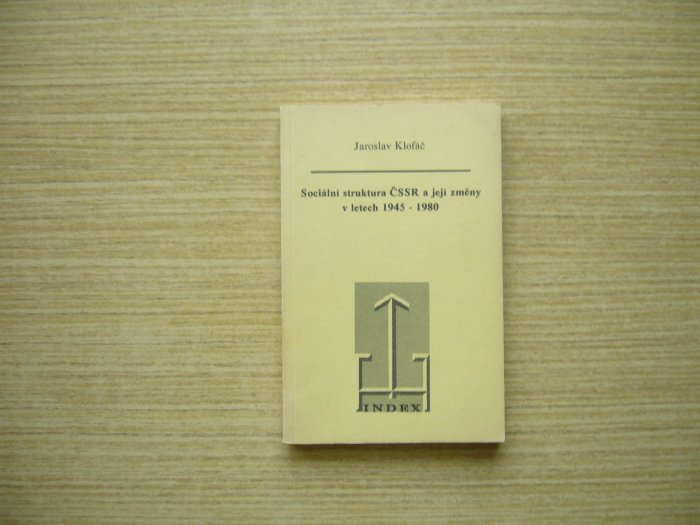 Jaroslav Klofáč
Sociální struktura ČSSR a její změny
v letech 1945 - 1980
INDEX